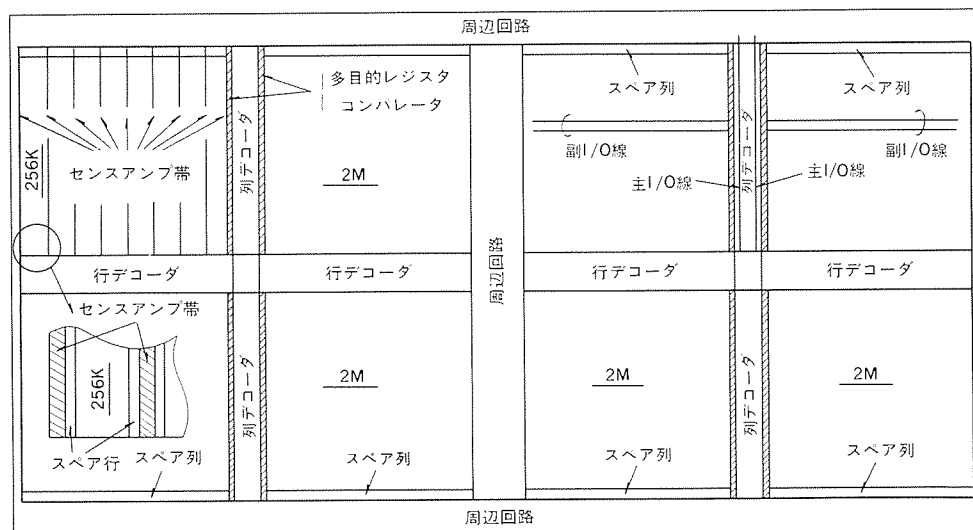 周辺回路
多目的レジスタ
コンパレータ
列デコーダ
256K
センスアンプ帯
2M
スペア列
副I/O線
主I/O線
列デコーダ
主I/O線
スペア列
副I/O線
周辺回路
行デコーダ
行デコーダ
行デコーダ
行デコーダ
センスアンプ帯
256K
スペア行
スペア列
列デコーダ
2M
スペア列
2M
スペア列
列デコーダ
2M
スペア列
周辺回路